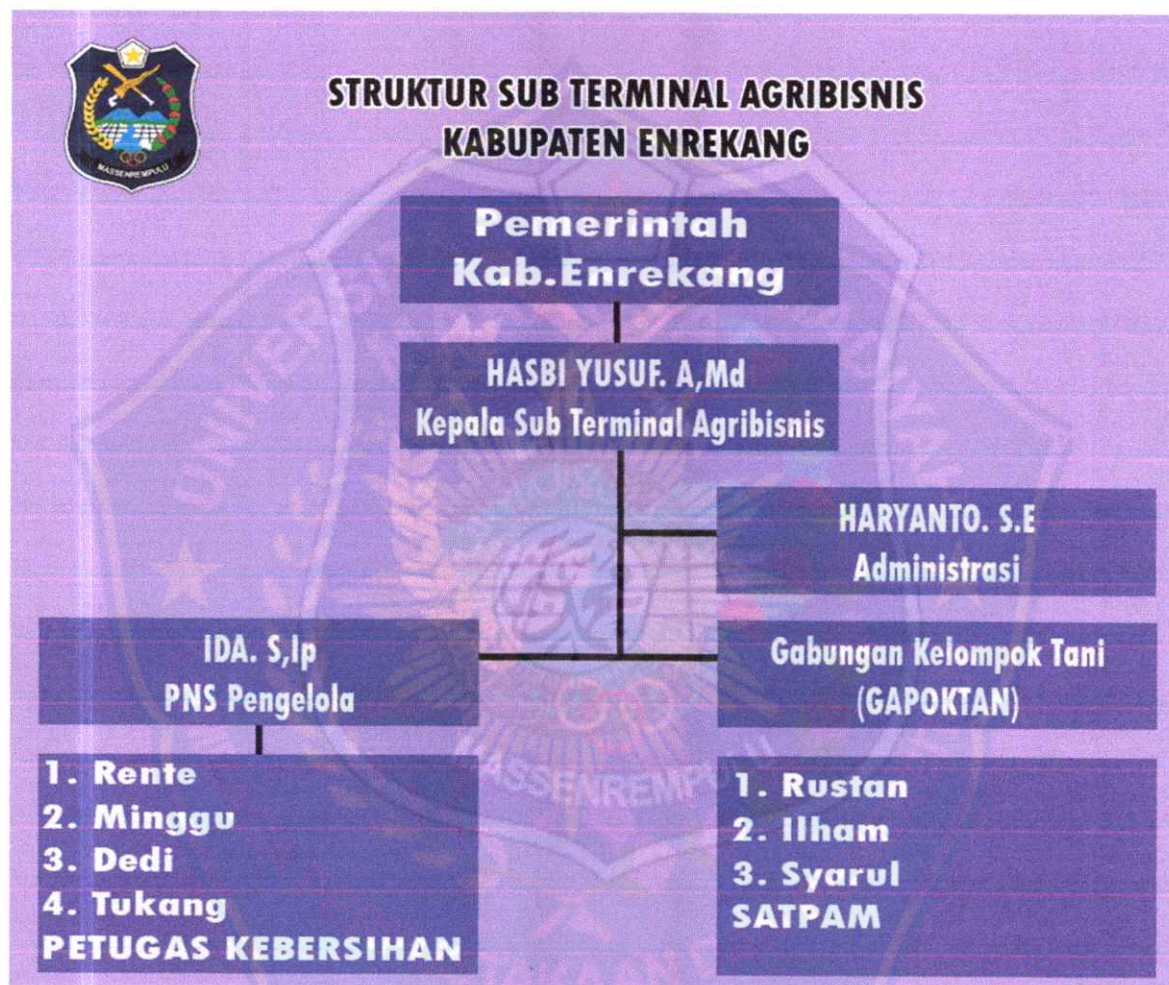 MASSENREMPULU
STRUKTUR SUB TERMINAL AGRIBISNIS
KABUPATEN ENREKANG
Pemerintah
Kab.Enrekang
HASBI YUSUF. A,Md
Kepala Sub Terminal Agribisnis
HARYANTO. S.E
Administrasi
IDA. S,Ip
PNS Pengelola
Gabungan Kelompok Tani
(GAPOKTAN)
1. Rente
2. Minggu
3. Dedi
4. Tukang
PETUGAS KEBERSIHAN
1. Rustan
2. Ilham
3. Syarul
SATPAM
MASSENREMPULU